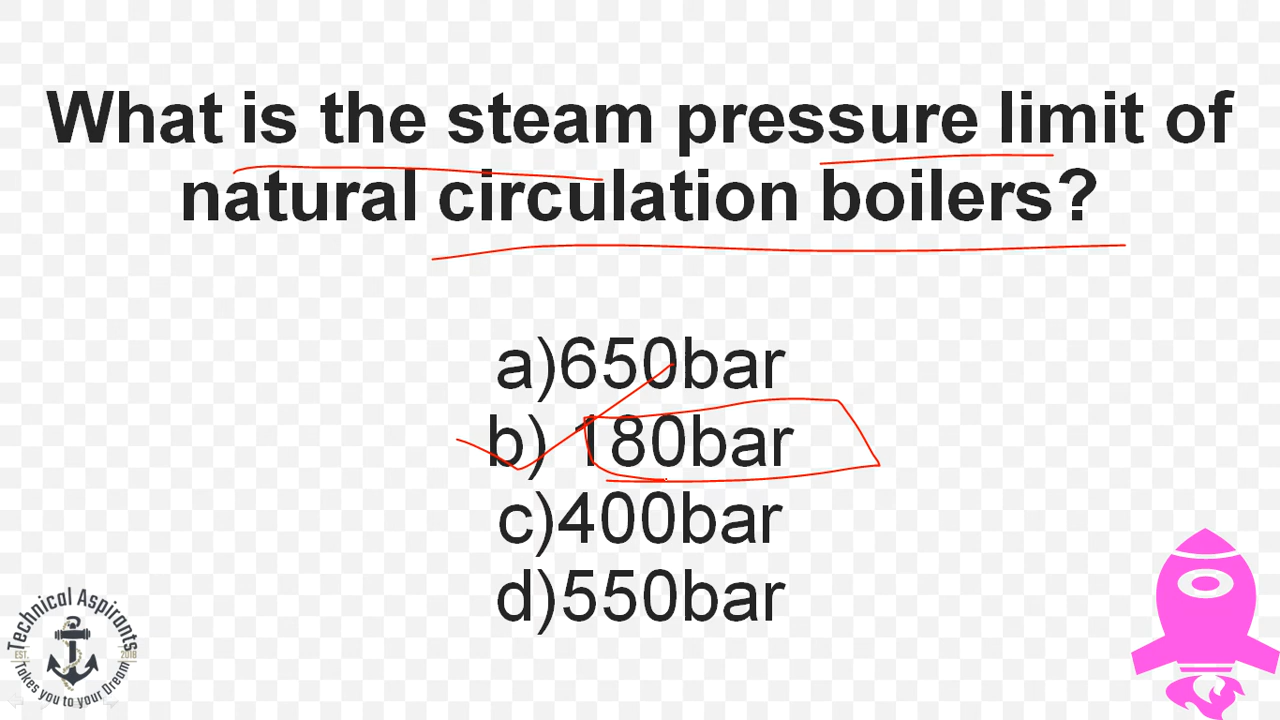 What is the steam pressure limit of
natural circulation boilers?
a)650bar
b) 180bar
c)400bar
d)550bar
Technical Aspirants
EST. 2018
Takes you to your Dream